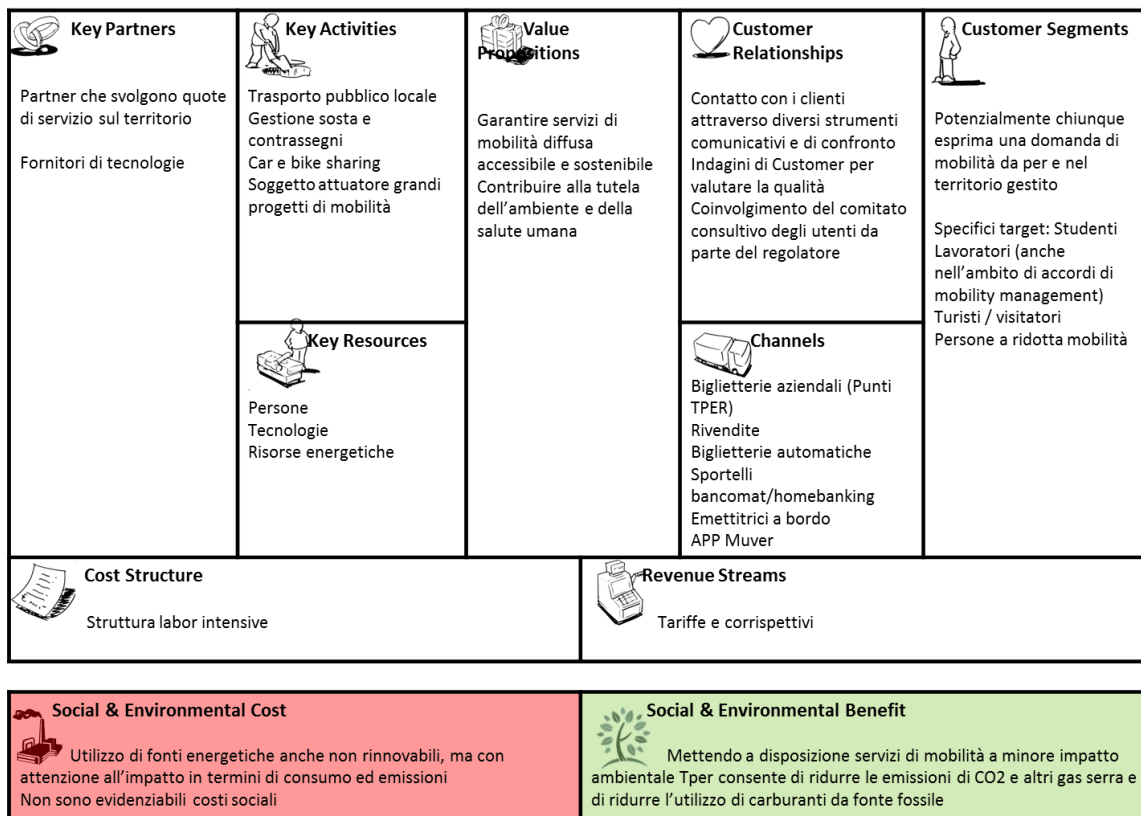 Key Partners
Partner che svolgono quote
di servizio sul territorio
Fornitori di tecnologie
Key Activities
Trasporto pubblico locale
Gestione sosta e
contrassegni
Car e bike sharing
Soggetto attuatore grandi
progetti di mobilità
Key Resources
Persone
Tecnologie
Risorse energetiche
Value
Propositions
Garantire servizi di
mobilità diffusa
accessibile e sostenibile
Contribuire alla tutela
dell'ambiente e della
salute umana
Customer
Relationships
Contatto con i clienti
attraverso diversi strumenti
comunicativi e di confronto
Indagini di Customer per
valutare la qualità
Coinvolgimento del comitato
consultivo degli utenti da
parte del regolatore
Channels
Biglietterie aziendali (Punti
TPER)
Rivendite
Biglietterie automatiche
Sportelli
bancomat/homebanking
Emettitrici a bordo
APP Muver
Customer Segments
Potenzialmente chiunque
esprima una domanda di
mobilità da per e nel
territorio gestito
Specifici target: Studenti
Lavoratori (anche
nell'ambito di accordi di
mobility management)
Turisti / visitatori
Persone a ridotta mobilità
Cost Structure
Struttura labor intensive
Revenue Streams
Tariffe e corrispettivi
Social & Environmental Cost
Utilizzo di fonti energetiche anche non rinnovabili, ma con
attenzione all'impatto in termini di consumo ed emissioni
Non sono evidenziabili costi sociali
Social & Environmental Benefit
Mettendo a disposizione servizi di mobilità a minore impatto
ambientale Tper consente di ridurre le emissioni di CO2 e altri gas serra e
di ridurre l'utilizzo di carburanti da fonte fossile